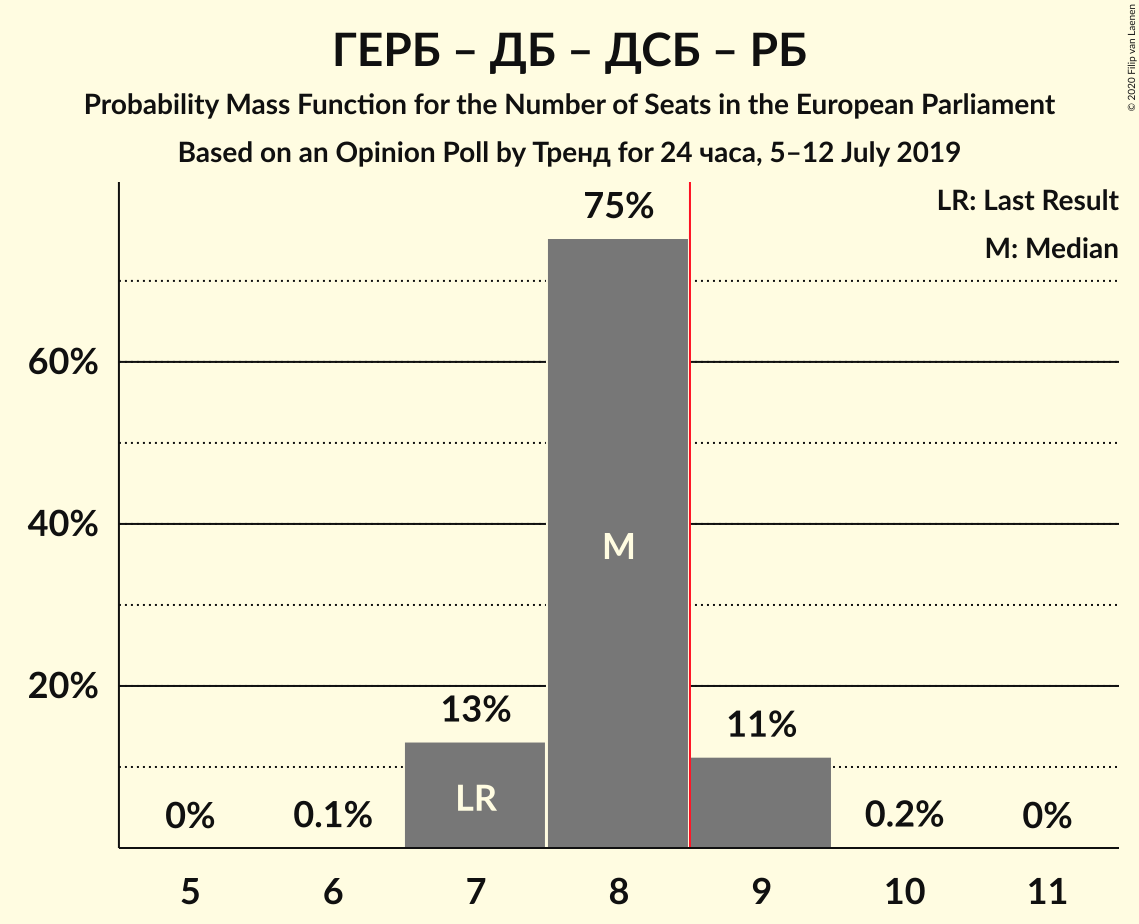 ГЕРБ – ДБ – ДСБ – РБ
Probability Mass Function for the Number of Seats in the European Parliament
Based on an Opinion Poll by Тренд for 24 часа, 5–12 July 2019
© 2020 Filip van Laenen
LR: Last Result
M: Median
75%
60%
40%
M
20%
13%
11%
LR
0%
0.1%
0.2%
0%
5
6
7
8
9
10
11